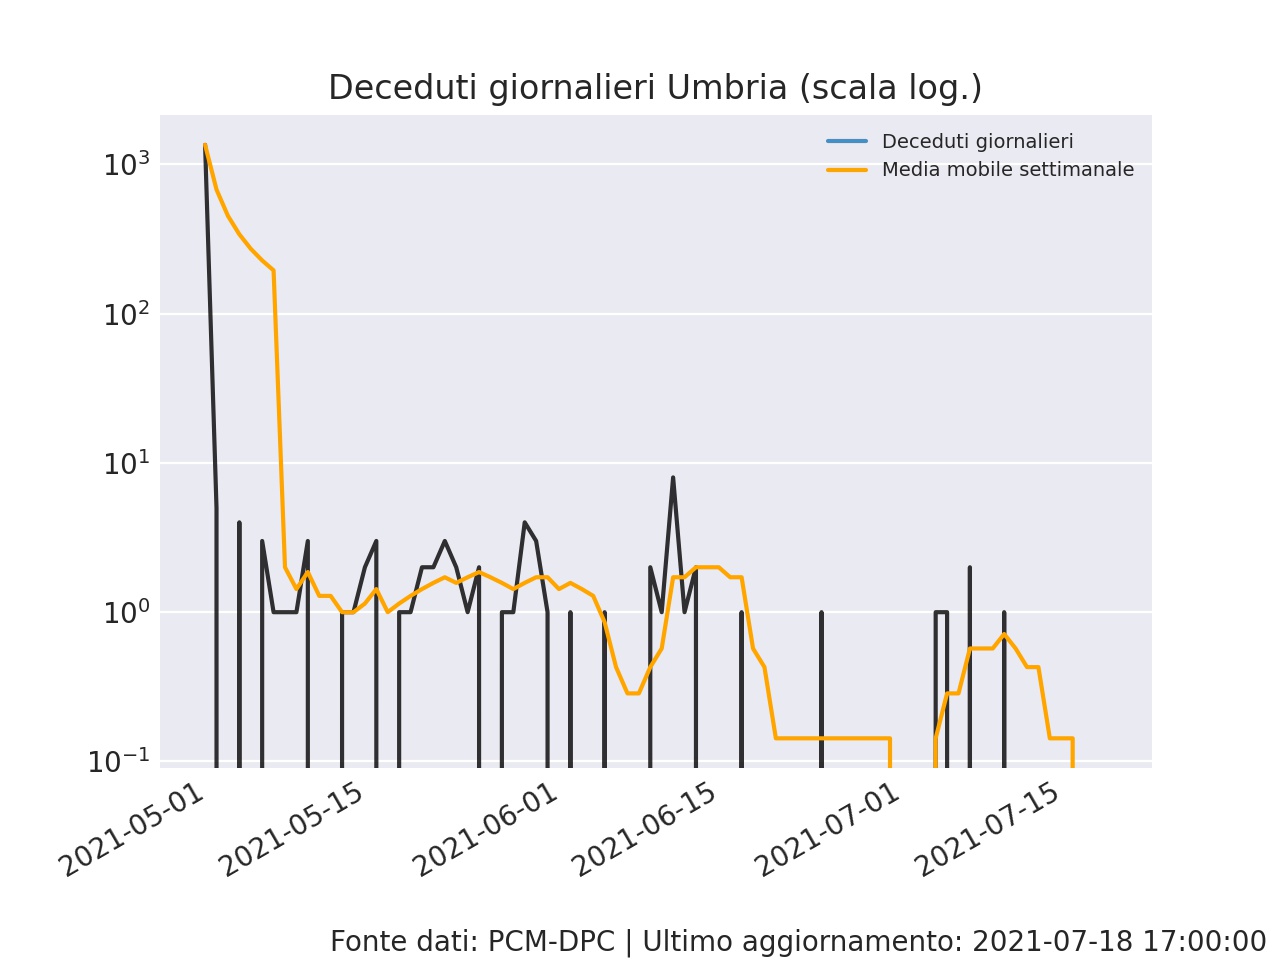 Deceduti giornalieri Umbria (scala log.)
Deceduti giornalieri
Media mobile settimanale
10³
10²
10¹
10⁰
10⁻¹
2021-05-01
2021-05-15
2021-06-01
2021-06-15
2021-07-01
2021-07-15
Fonte dati: PCM-DPC | Ultimo aggiornamento: 2021-07-18 17:00:00